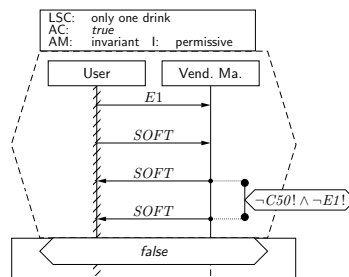 LSC: only one drink
AC: true
AM: invariant I: permissive
User Vend. Ma.
E1
SOFT
SOFT
¬C50! ∧ ¬E1!
SOFT
false